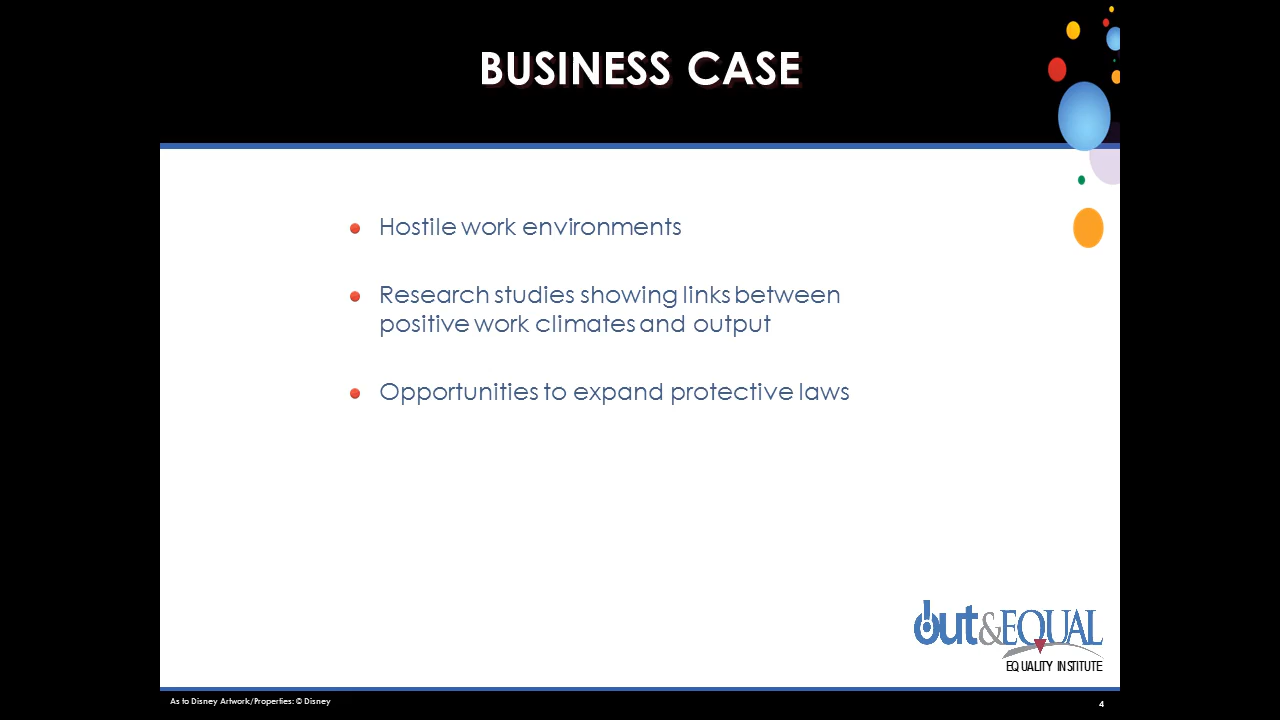 BUSINESS CASE
Hostile work environments
Research studies showing links between
positive work climates and output
Opportunities to expand protective laws
out&EQUAL
EQUALITY INSTITUTE
As to Disney Artwork/Properties: © Disney
4